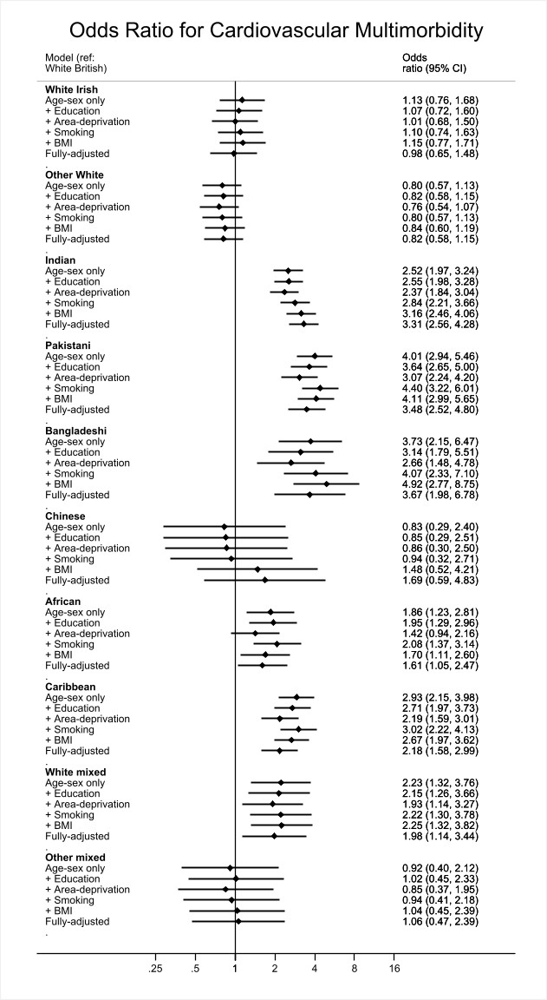 Odds Ratio for Cardiovascular Multimorbidity
Model (ref: Odds
White British) ratio (95% CI)
White Irish
Age-sex only 1.13 (0.76, 1.68)
+ Education 1.07 (0.72, 1.60)
+ Area-deprivation 1.01 (0.68, 1.50)
+ Smoking 1.10 (0.74, 1.63)
+ BMI 1.15 (0.77, 1.71)
Fully-adjusted 0.98 (0.65, 1.48)
.
Other White
Age-sex only 0.80 (0.57, 1.13)
+ Education 0.82 (0.58, 1.15)
+ Area-deprivation 0.76 (0.54, 1.07)
+ Smoking 0.80 (0.57, 1.13)
+ BMI 0.84 (0.60, 1.19)
Fully-adjusted 0.82 (0.58, 1.15)
.
Indian
Age-sex only 2.52 (1.97, 3.24)
+ Education 2.55 (1.98, 3.28)
+ Area-deprivation 2.37 (1.84, 3.04)
+ Smoking 2.84 (2.21, 3.66)
+ BMI 3.16 (2.46, 4.06)
Fully-adjusted 3.31 (2.56, 4.28)
.
Pakistani
Age-sex only 4.01 (2.94, 5.46)
+ Education 3.64 (2.65, 5.00)
+ Area-deprivation 3.07 (2.24, 4.20)
+ Smoking 4.40 (3.22, 6.01)
+ BMI 4.11 (2.99, 5.65)
Fully-adjusted 3.48 (2.52, 4.80)
.
Bangladeshi
Age-sex only 3.73 (2.15, 6.47)
+ Education 3.14 (1.79, 5.51)
+ Area-deprivation 2.66 (1.48, 4.78)
+ Smoking 4.07 (2.33, 7.10)
+ BMI 4.92 (2.77, 8.75)
Fully-adjusted 3.67 (1.98, 6.78)
.
Chinese
Age-sex only 0.83 (0.29, 2.40)
+ Education 0.85 (0.29, 2.51)
+ Area-deprivation 0.86 (0.30, 2.50)
+ Smoking 0.94 (0.32, 2.71)
+ BMI 1.48 (0.52, 4.21)
Fully-adjusted 1.69 (0.59, 4.83)
.
African
Age-sex only 1.86 (1.23, 2.81)
+ Education 1.95 (1.29, 2.96)
+ Area-deprivation 1.42 (0.94, 2.16)
+ Smoking 2.08 (1.37, 3.14)
+ BMI 1.70 (1.11, 2.60)
Fully-adjusted 1.61 (1.05, 2.47)
.
Caribbean
Age-sex only 2.93 (2.15, 3.98)
+ Education 2.71 (1.97, 3.73)
+ Area-deprivation 2.19 (1.59, 3.01)
+ Smoking 3.02 (2.22, 4.13)
+ BMI 2.67 (1.97, 3.62)
Fully-adjusted 2.18 (1.58, 2.99)
.
White mixed
Age-sex only 2.23 (1.32, 3.76)
+ Education 2.15 (1.26, 3.66)
+ Area-deprivation 1.93 (1.14, 3.27)
+ Smoking 2.22 (1.30, 3.78)
+ BMI 2.25 (1.32, 3.82)
Fully-adjusted 1.98 (1.14, 3.44)
.
Other mixed
Age-sex only 0.92 (0.40, 2.12)
+ Education 1.02 (0.45, 2.33)
+ Area-deprivation 0.85 (0.37, 1.95)
+ Smoking 0.94 (0.41, 2.18)
+ BMI 1.04 (0.45, 2.39)
Fully-adjusted 1.06 (0.47, 2.39)
.
.25 .5 1 2 4 8 16